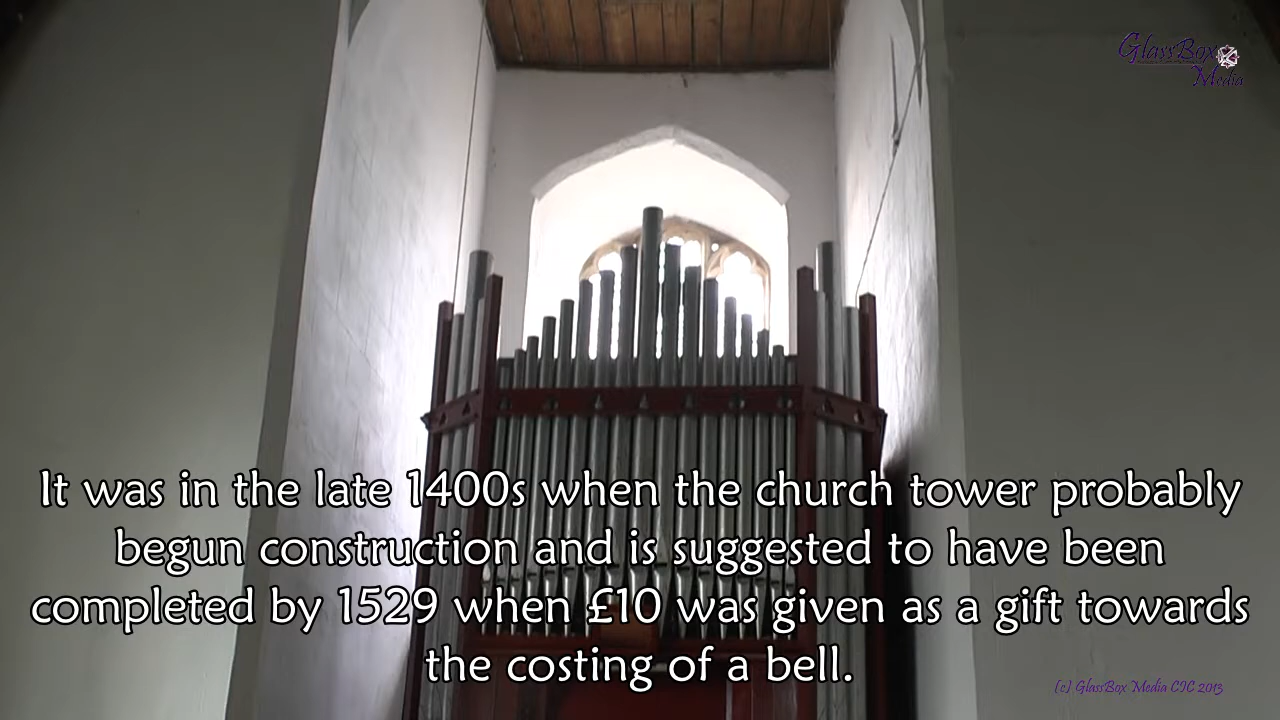 GlassBox
Media
It was in the late 1400s when the church tower probably
begun construction and is suggested to have been
completed by 1529 when £10 was given as a gift towards
the costing of a bell.
(c) GlassBox Media CIC 2013